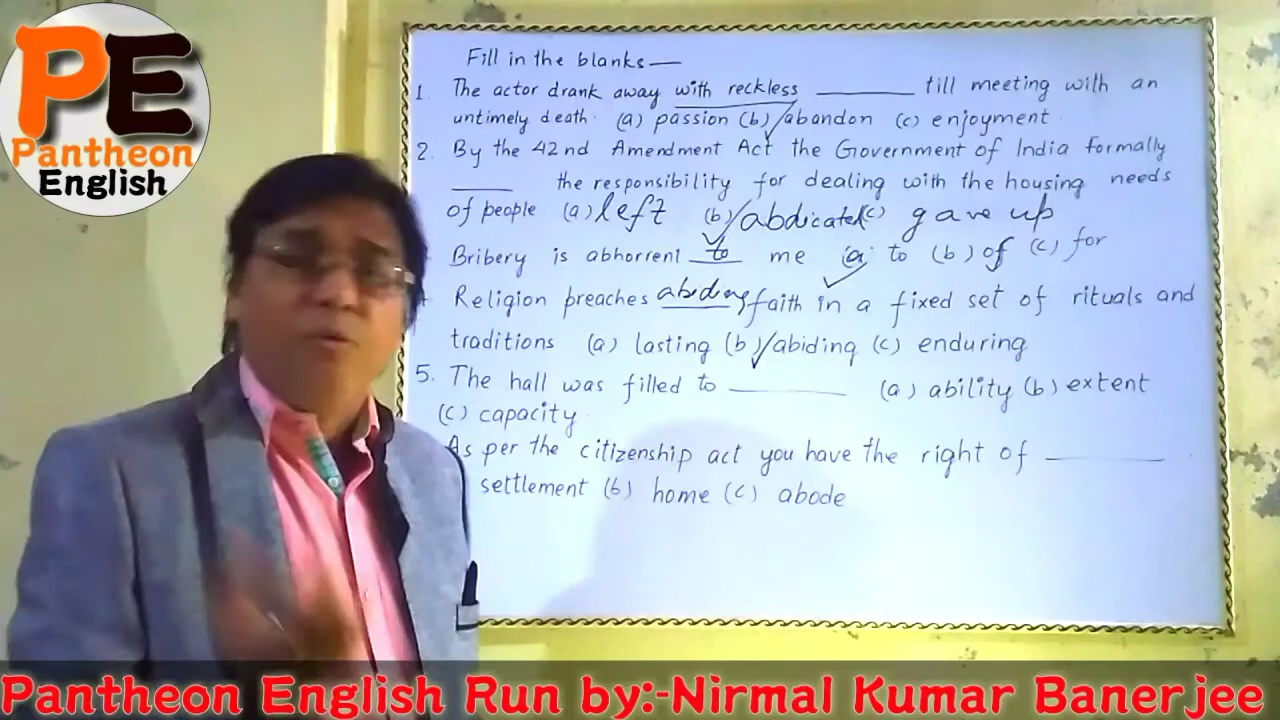 PE
Pantheon
English
Fill in the blanks—
1. The actor drank away with reckless ______ till meeting with an
untimely death. (a) passion (b) abandon (c) enjoyment
2. By the 42nd Amendment Act the Government of India formally
______ the responsibility for dealing with the housing needs
of people (a) left (b) abdicated (c) gave up
Bribery is abhorrent to me (a) to (b) of (c) for
Religion preaches abiding faith in a fixed set of rituals and
traditions (a) lasting (b) abiding (c) enduring
5. The hall was filled to ______ (a) ability (b) extent
(c) capacity.
As per the citizenship act you have the right of ______.
settlement (b) home (c) abode
Pantheon English Run by:-Nirmal Kumar Banerjee